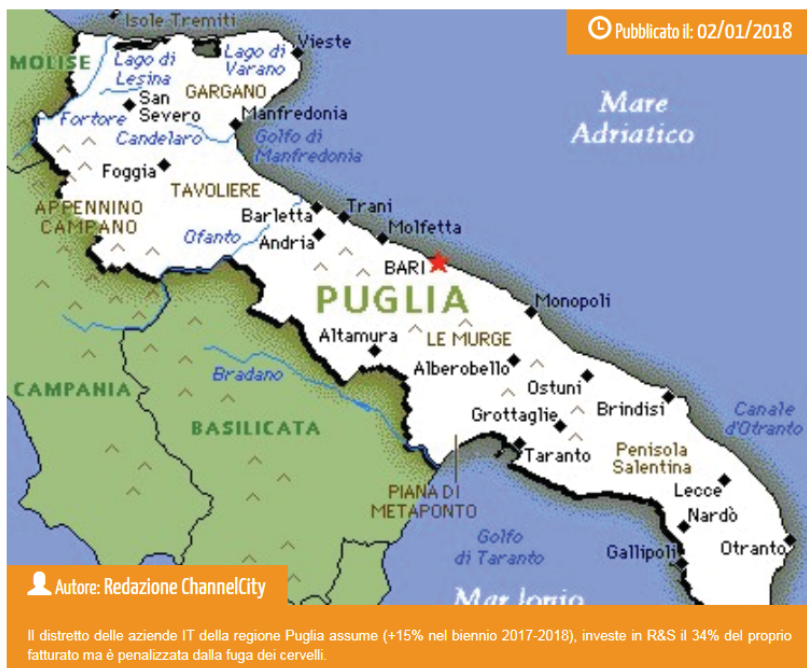 Isole Tremiti
Pubblicato il: 02/01/2018
MOLISE
Lago di
Lesina
Lago di
Varano
Vieste
GARGANO
San
Severo
Mare
Adriatico
Fortore
Manfredonia
Candelaro
Golfo di
Manfredonia
Foggia
TAVOLIERE
APPENNINO
CAMPANO
Barletta
Trani
Ofanto
Andria
Molfetta
BARI
PUGLIA
Monopoli
Altamura
LE MURGE
Alberobello
Bradano
Ostuni
CAMPANIA
Grottaglie
Brindisi
Canale
d'Otranto
BASILICATA
Taranto
Penisola
Salentina
PIANA DI
METAPONTO
Lecce
Nardò
Golfo
di Taranto
Gallipoli
Otranto
Autore: Redazione ChannelCity
Mar Ionio
Il distretto delle aziende IT della regione Puglia assume (+15% nel biennio 2017-2018), investe in R&S il 34% del proprio
fatturato ma è penalizzata dalla fuga dei cervelli.